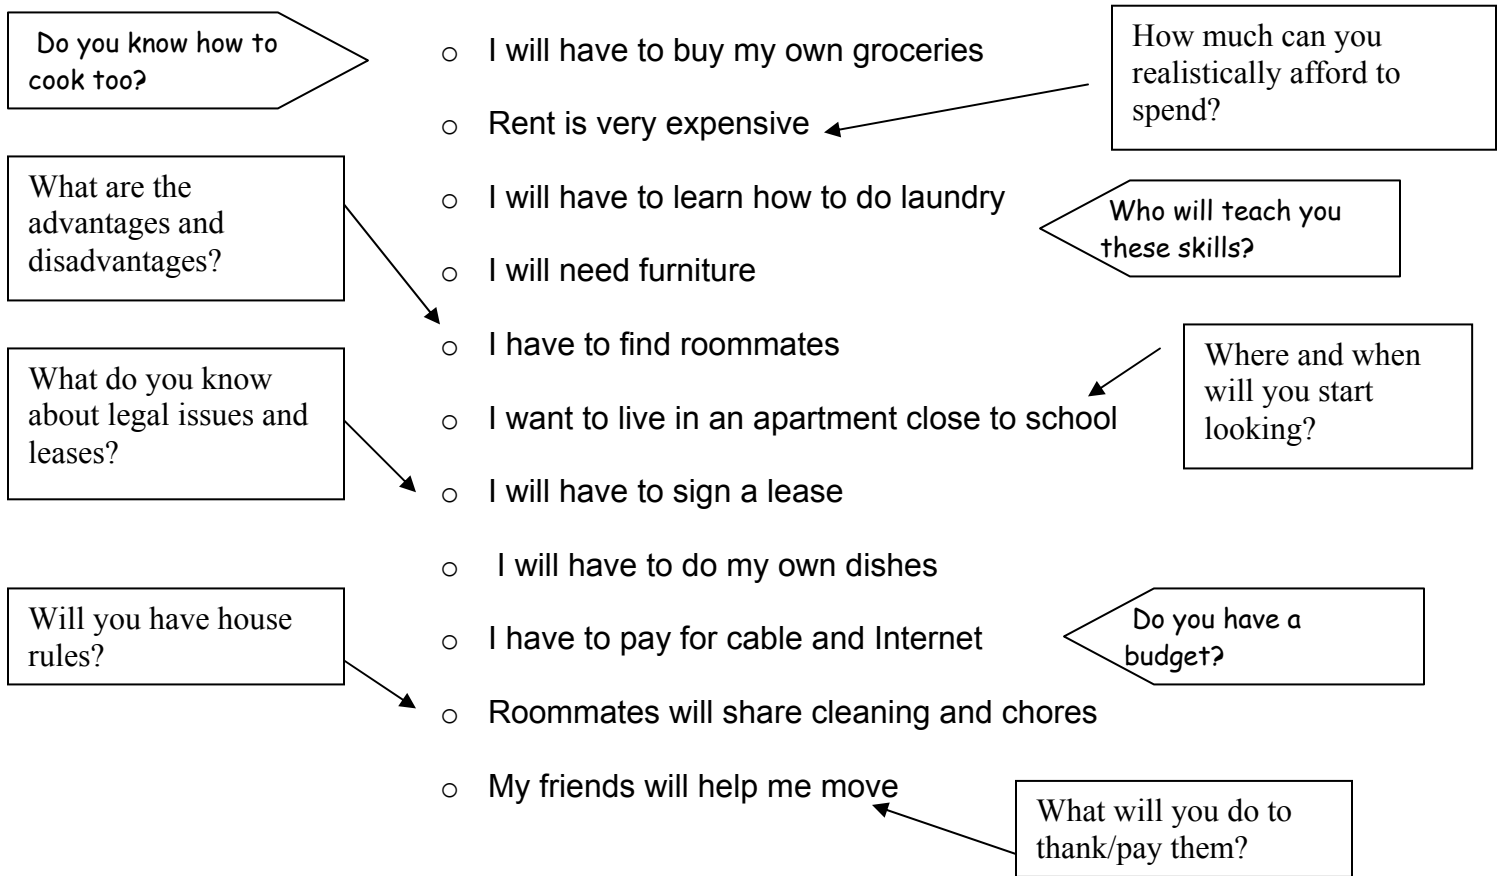 Do you know how to
cook too?
o I will have to buy my own groceries
How much can you
realistically afford to
spend?
o Rent is very expensive
What are the
advantages and
disadvantages?
o I will have to learn how to do laundry
Who will teach you
these skills?
o I will need furniture
o I have to find roommates
Where and when
will you start
looking?
What do you know
about legal issues and
leases?
o I want to live in an apartment close to school
o I will have to sign a lease
o I will have to do my own dishes
Will you have house
rules?
o I have to pay for cable and Internet
Do you have a
budget?
o Roommates will share cleaning and chores
o My friends will help me move
What will you do to
thank/pay them?